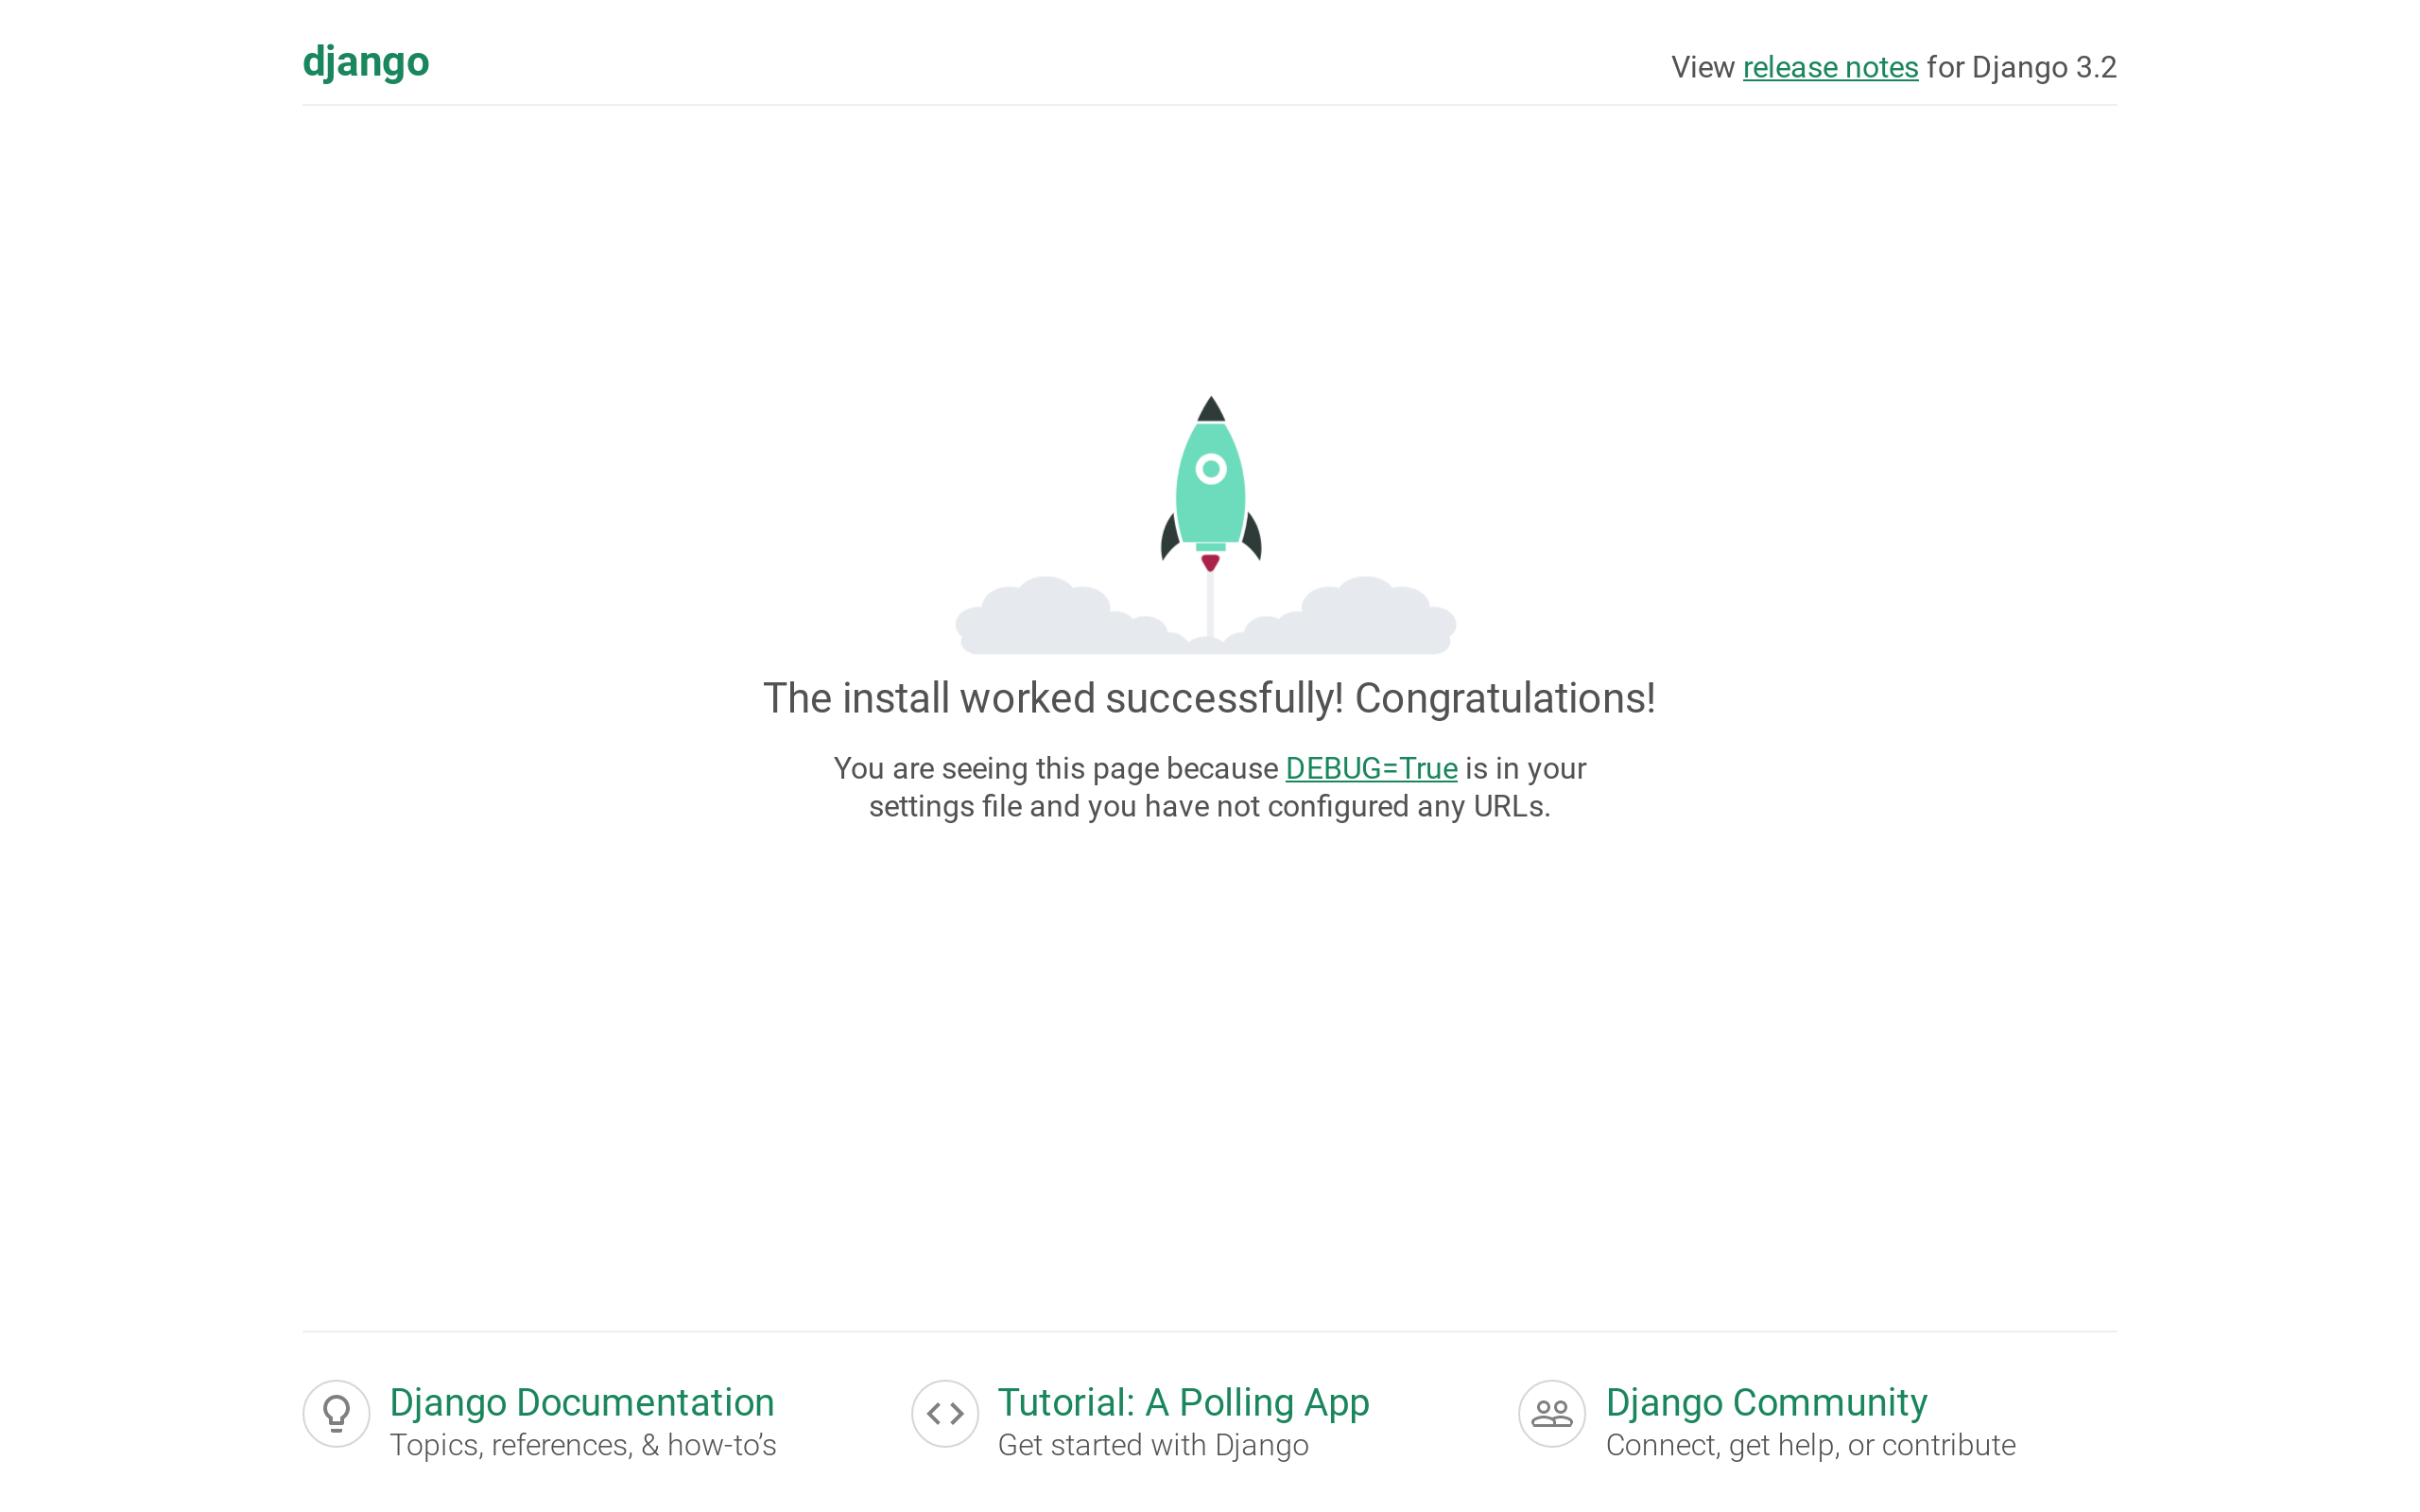 django
View release notes for Django 3.2
The install worked successfully! Congratulations!
You are seeing this page because DEBUG=True is in your
settings file and you have not configured any URLs.
Django Documentation
Topics, references, & how-to’s
Tutorial: A Polling App
Get started with Django
Django Community
Connect, get help, or contribute